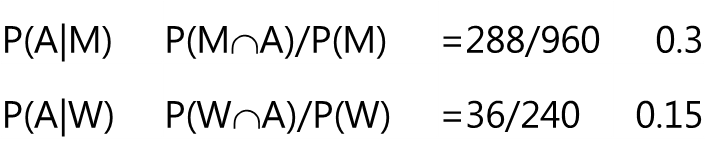 P(A|M) P(M∩A)/P(M) =288/960 0.3
P(A|W) P(W∩A)/P(W) =36/240 0.15